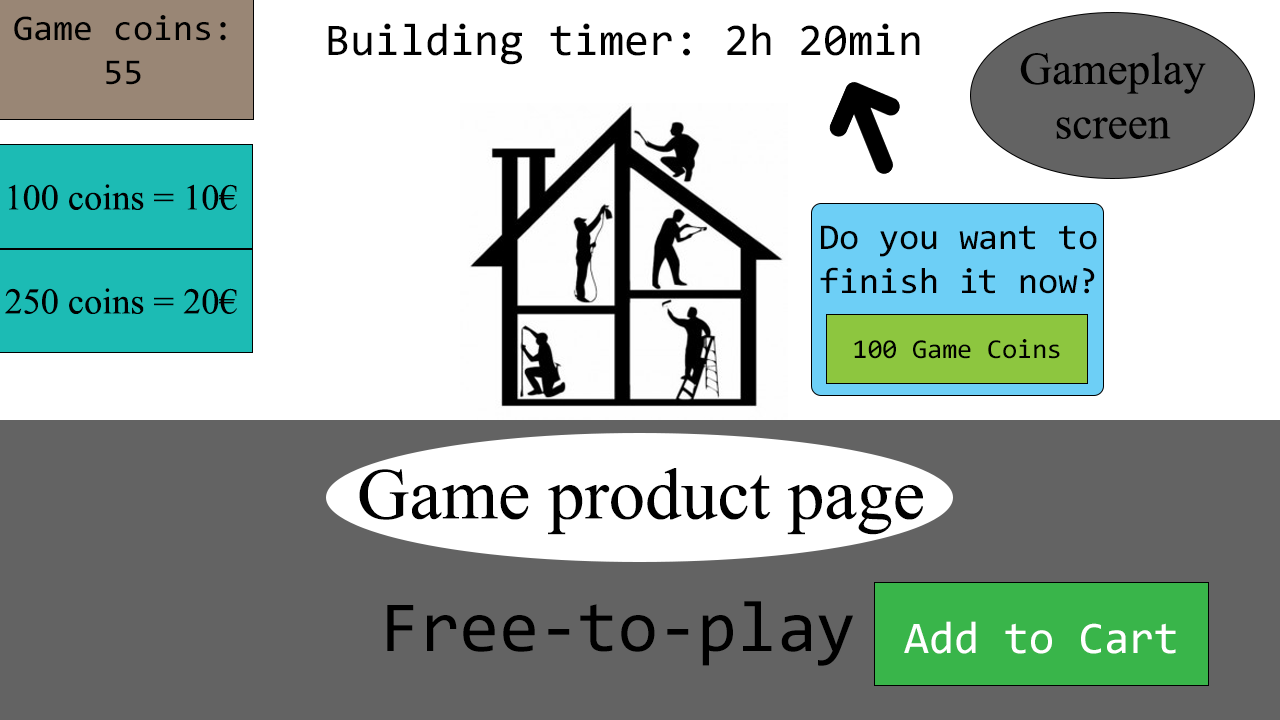 Game coins:
55
Building timer: 2h 20min
Gameplay
screen
100 coins = 10€
250 coins = 20€
Do you want to
finish it now?
100 Game Coins
Game product page
Free-to-play
Add to Cart